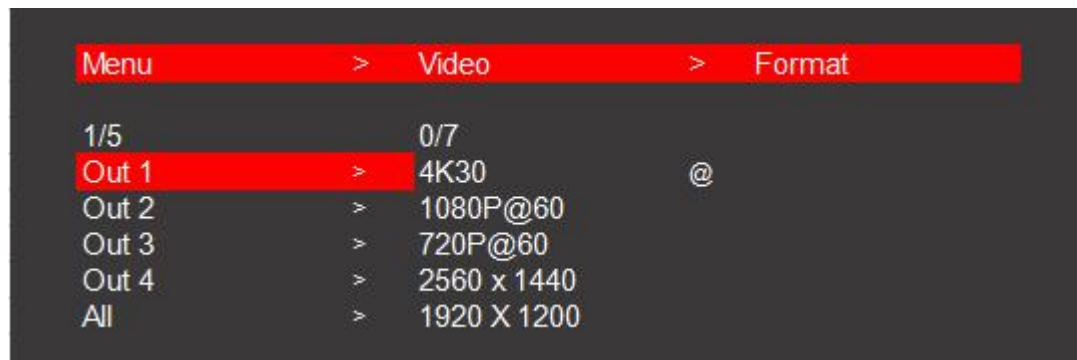 Menu > Video > Format
1/5 0/7
Out 1 > 4K30 @
Out 2 > 1080P@60
Out 3 > 720P@60
Out 4 > 2560 x 1440
All > 1920 X 1200